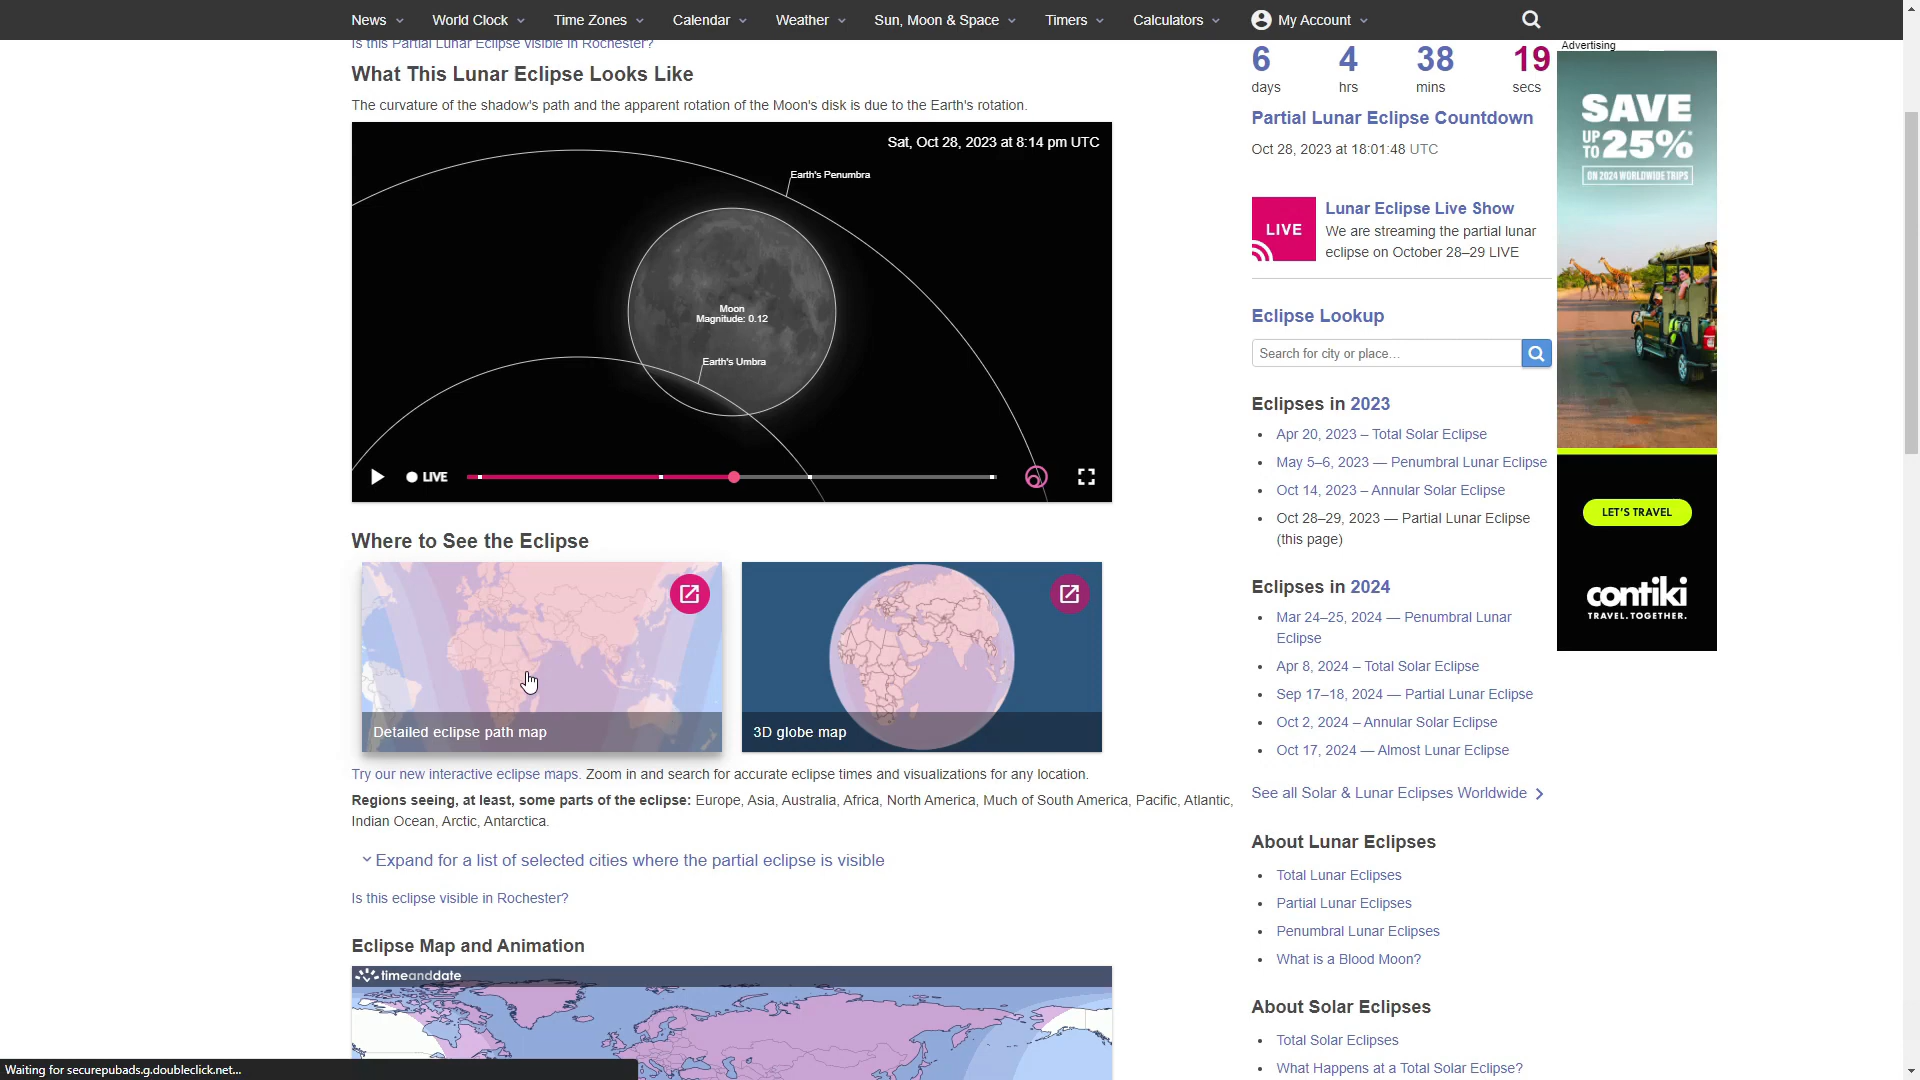 News
World Clock
Time Zones
Calendar
Weather
Sun, Moon & Space
Timers
Calculators
My Account
Is this Partial Lunar Eclipse visible in Rochester?
What This Lunar Eclipse Looks Like
The curvature of the shadow's path and the apparent rotation of the Moon's disk is due to the Earth's rotation.
Sat, Oct 28, 2023 at 8:14 pm UTC
Earth's Penumbra
Moon
Magnitude: 0.12
Earth's Umbra
LIVE
Where to See the Eclipse
Detailed eclipse path map
3D globe map
Try our new interactive eclipse maps. Zoom in and search for accurate eclipse times and visualizations for any location.
Regions seeing, at least, some parts of the eclipse: Europe, Asia, Australia, Africa, North America, Much of South America, Pacific, Atlantic,
Indian Ocean, Arctic, Antarctica.
Expand for a list of selected cities where the partial eclipse is visible
Is this eclipse visible in Rochester?
Eclipse Map and Animation
timeanddate
6 4 38 19
days hrs mins secs
Partial Lunar Eclipse Countdown
Oct 28, 2023 at 18:01:48 UTC
LIVE
Lunar Eclipse Live Show
We are streaming the partial lunar
eclipse on October 28–29 LIVE
Eclipse Lookup
Search for city or place...
Eclipses in 2023
Apr 20, 2023 – Total Solar Eclipse
May 5–6, 2023 — Penumbral Lunar Eclipse
Oct 14, 2023 – Annular Solar Eclipse
Oct 28–29, 2023 — Partial Lunar Eclipse
(this page)
Eclipses in 2024
Mar 24–25, 2024 — Penumbral Lunar
Eclipse
Apr 8, 2024 – Total Solar Eclipse
Sep 17–18, 2024 — Partial Lunar Eclipse
Oct 2, 2024 – Annular Solar Eclipse
Oct 17, 2024 — Almost Lunar Eclipse
See all Solar & Lunar Eclipses Worldwide
About Lunar Eclipses
Total Lunar Eclipses
Partial Lunar Eclipses
Penumbral Lunar Eclipses
What is a Blood Moon?
About Solar Eclipses
Total Solar Eclipses
What Happens at a Total Solar Eclipse?
Advertising
SAVE
UP TO 25%*
ON 2024 WORLDWIDE TRIPS
LET'S TRAVEL
contiki
TRAVEL. TOGETHER.
Waiting for securepubads.g.doubleclick.net...